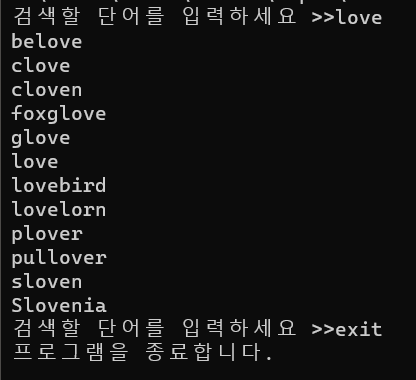 검색할 단어를 입력하세요 >>love
belove
clove
cloven
foxglove
glove
love
lovebird
lovelorn
plover
pullover
sloven
Slovenia
검색할 단어를 입력하세요 >>exit
프로그램을 종료합니다.